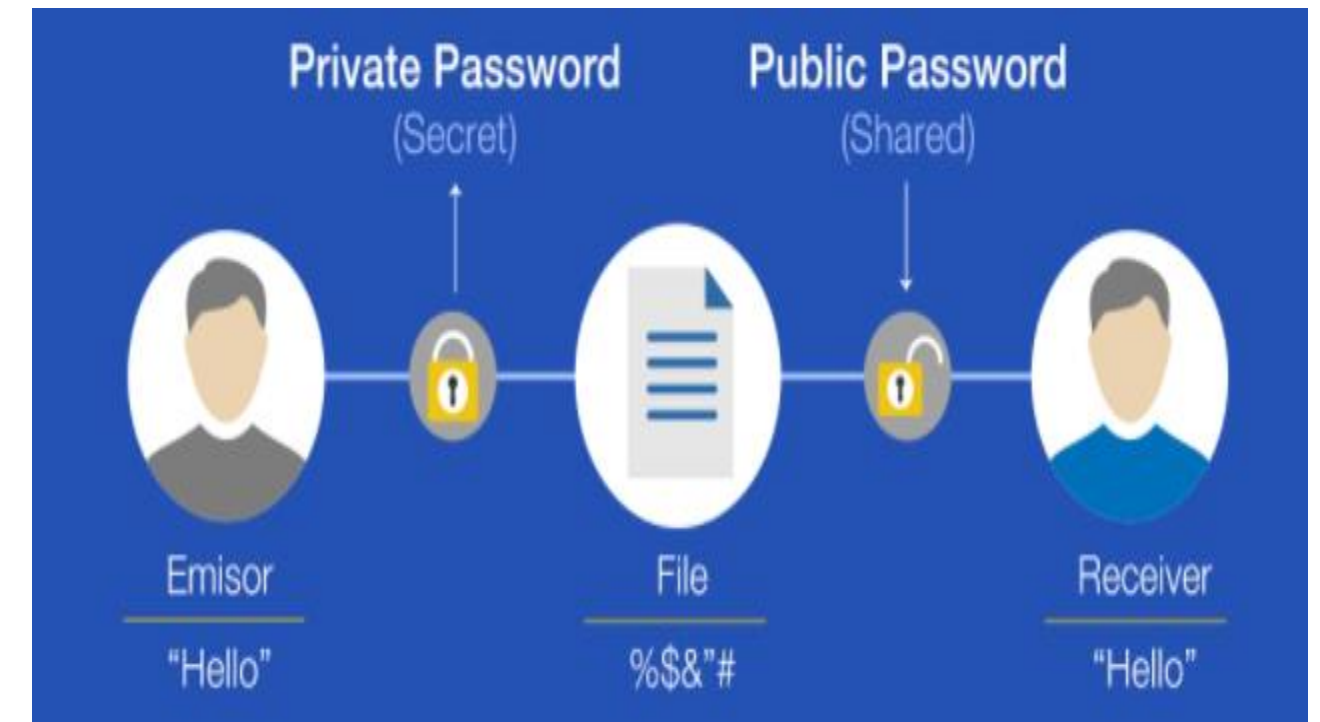 Private Password
(Secret)
Public Password
(Shared)
Emisor
“Hello”
File
%$&”#
Receiver
“Hello”